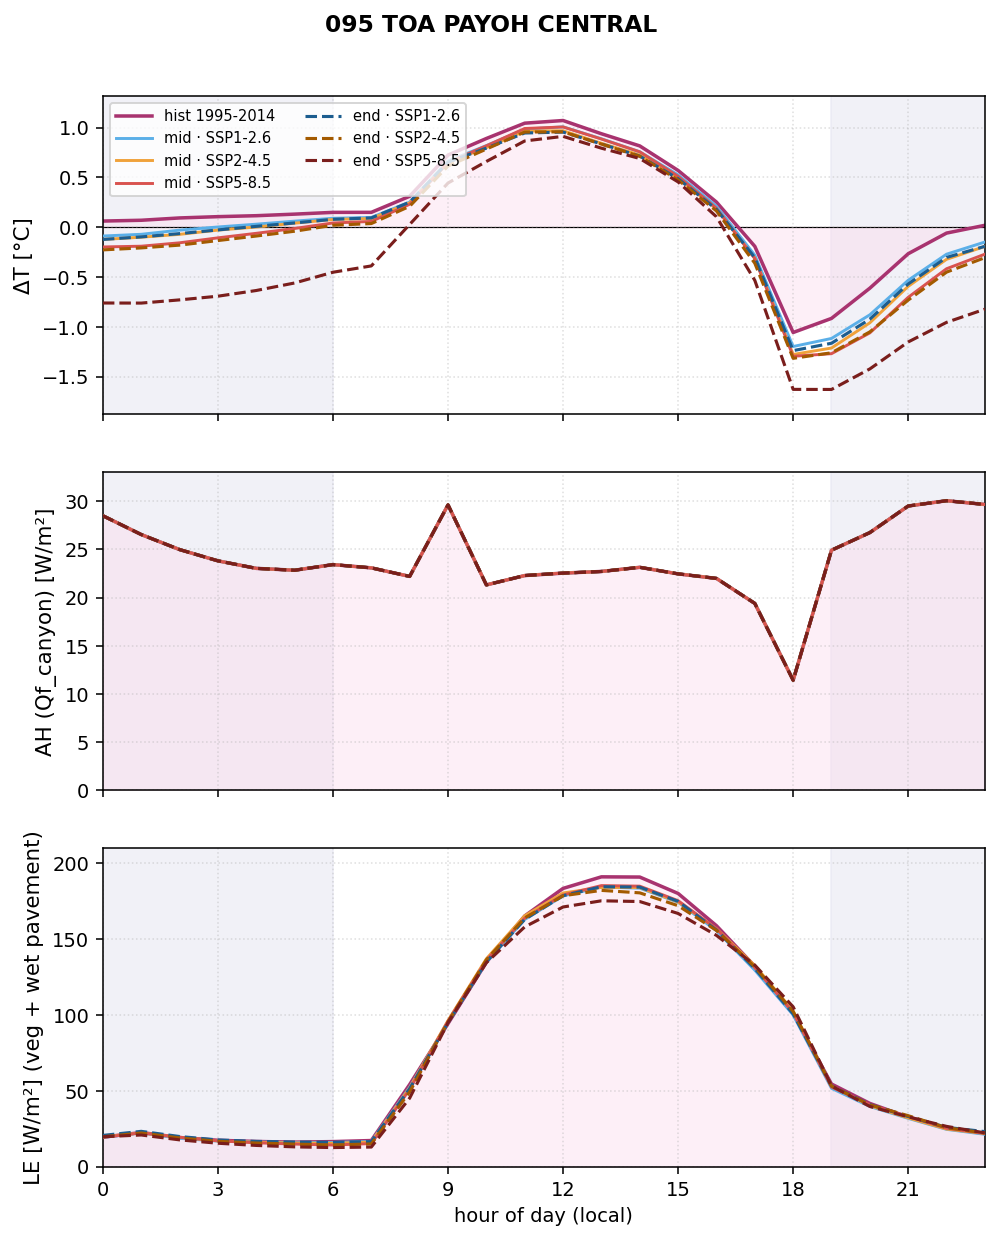 095 TOA PAYOH CENTRAL
hist 1995-2014
mid · SSP1-2.6
mid · SSP2-4.5
mid · SSP5-8.5
end · SSP1-2.6
end · SSP2-4.5
end · SSP5-8.5
ΔT [°C]
1.0
0.5
0.0
−0.5
−1.0
−1.5
AH (Qf_canyon) [W/m²]
30
25
20
15
10
5
0
LE [W/m²] (veg + wet pavement)
200
150
100
50
0
0 3 6 9 12 15 18 21
hour of day (local)